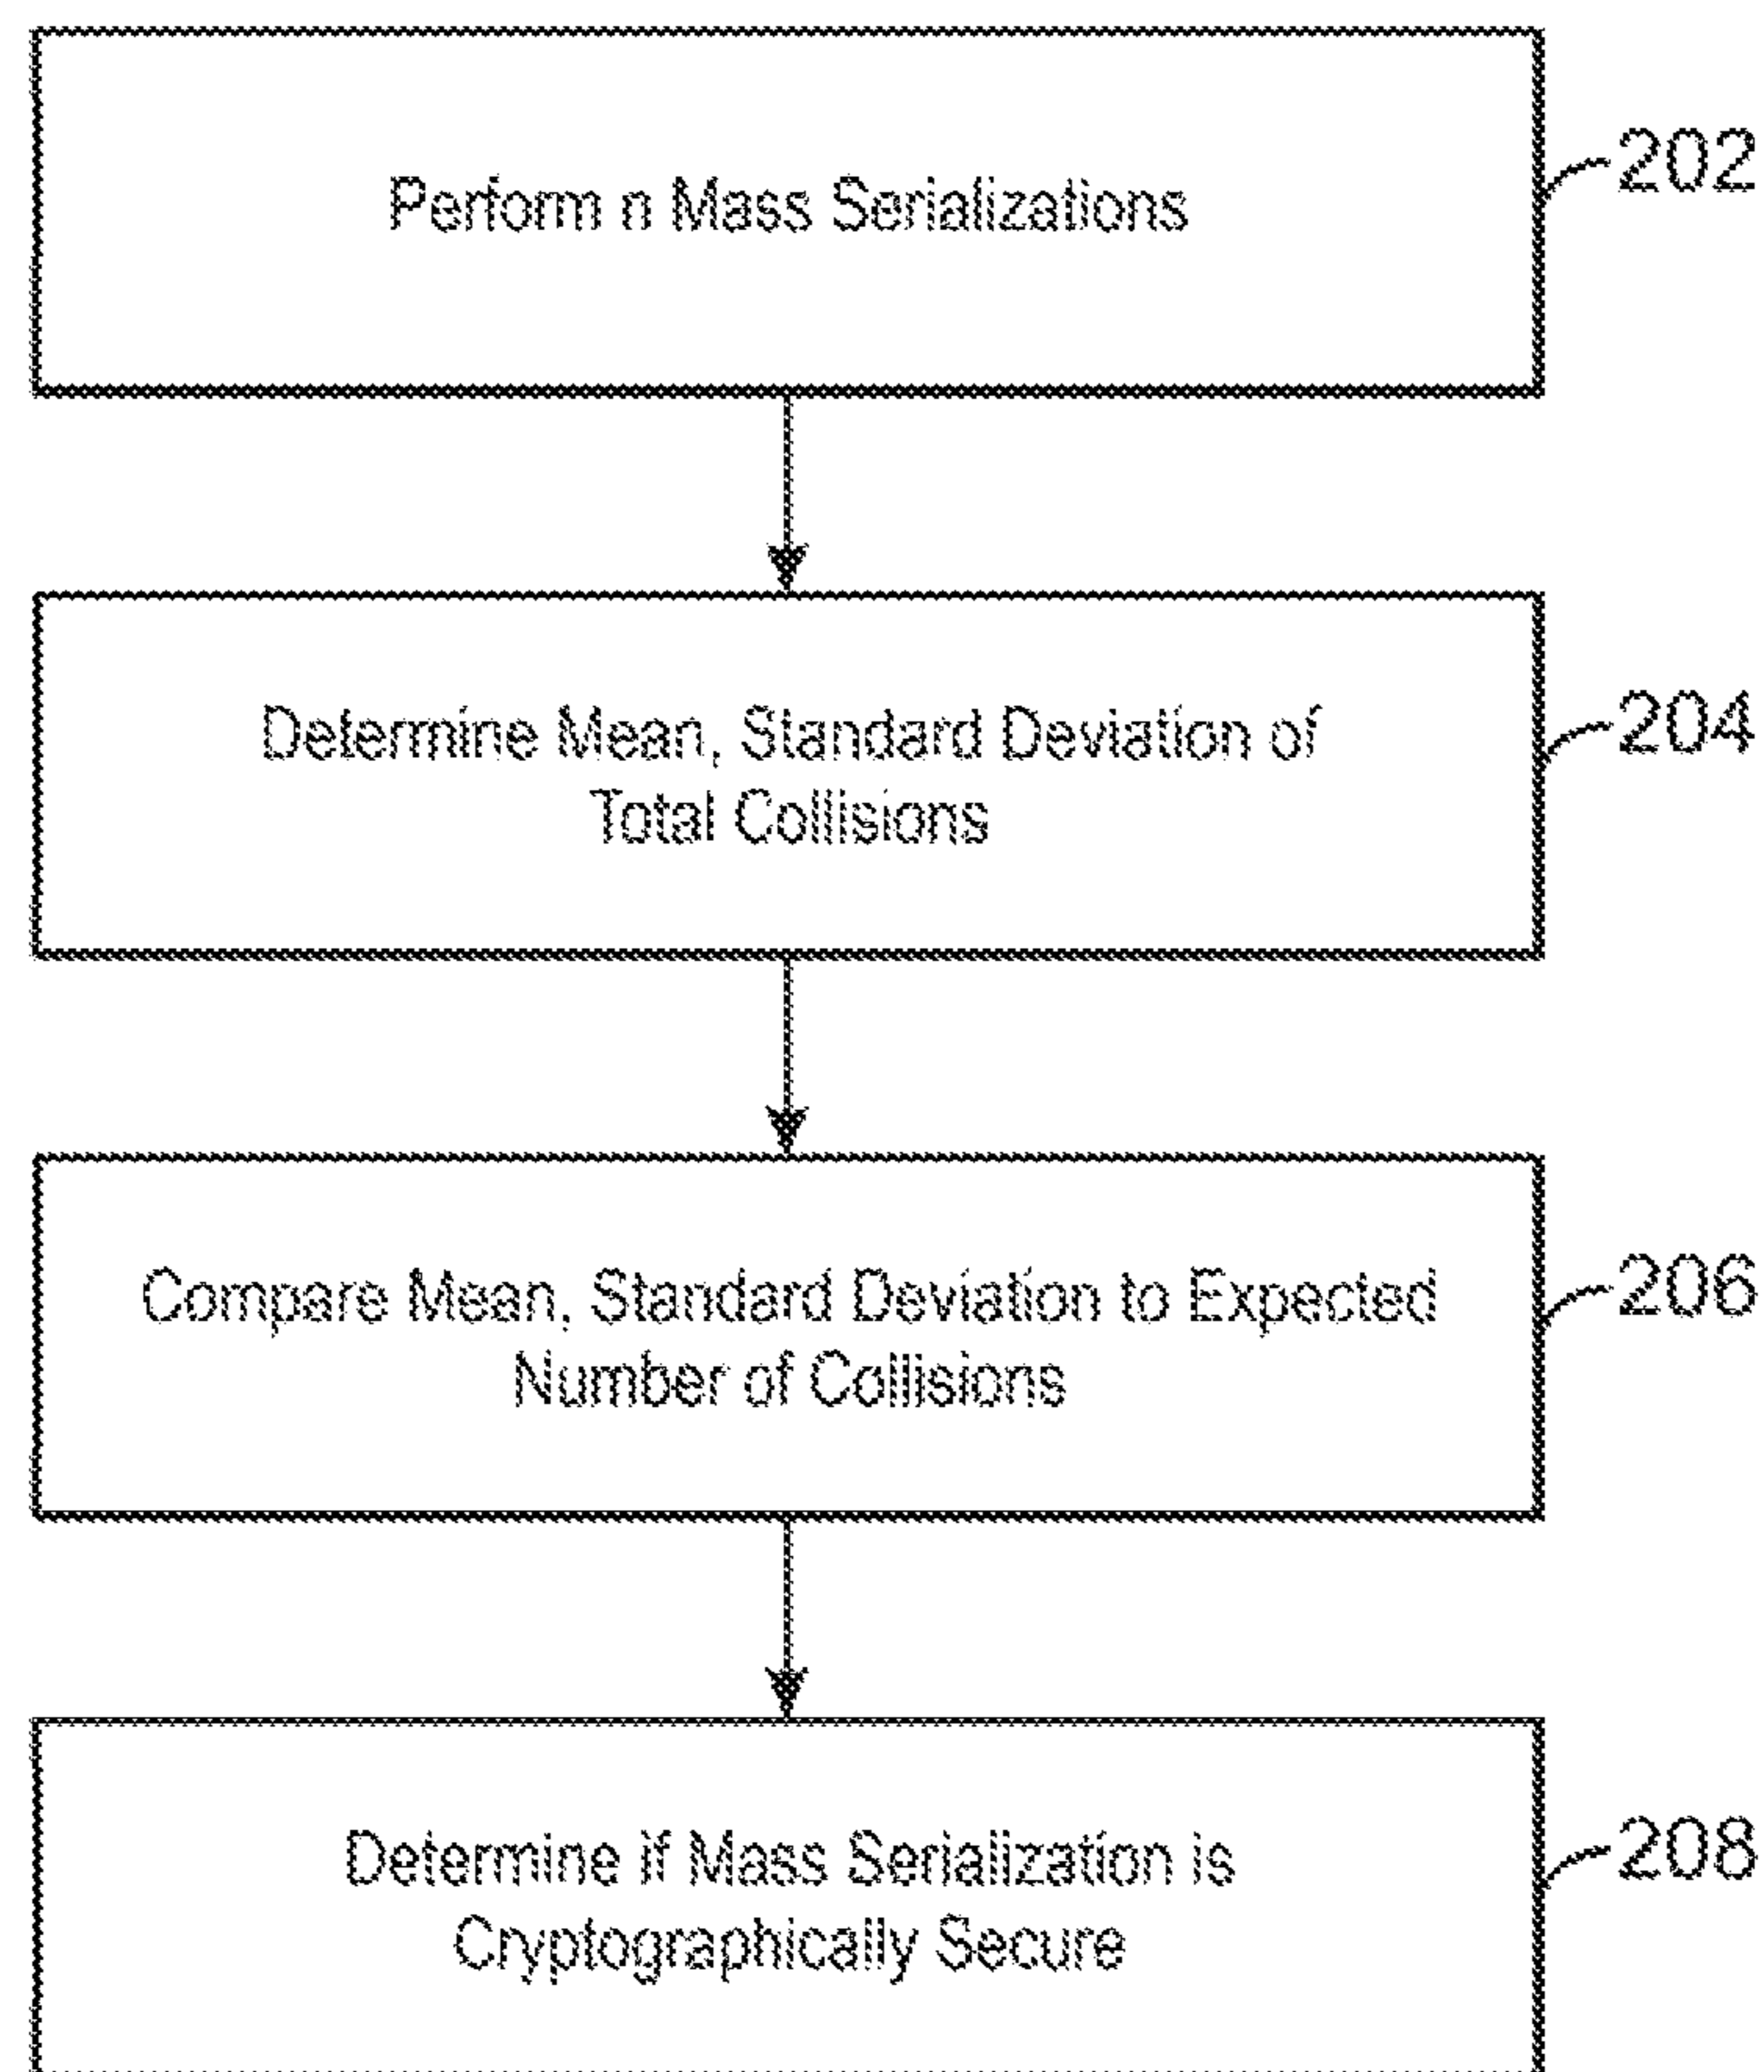 Perform n Mass Serializations
202
Determine Mean, Standard Deviation of
Total Collisions
204
Compare Mean, Standard Deviation to Expected
Number of Collisions
206
Determine if Mass Serialization is
Cryptographically Secure
208